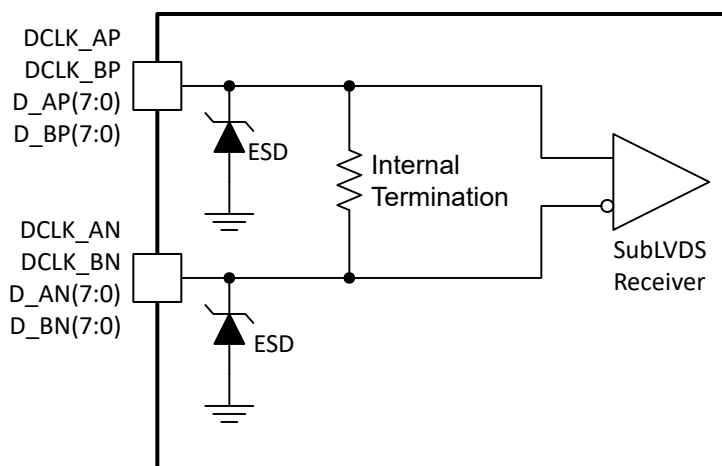 DCLK_AP
DCLK_BP
D_AP(7:0)
D_BP(7:0)
ESD
Internal
Termination
DCLK_AN
DCLK_BN
D_AN(7:0)
D_BN(7:0)
SubLVDS
Receiver
ESD